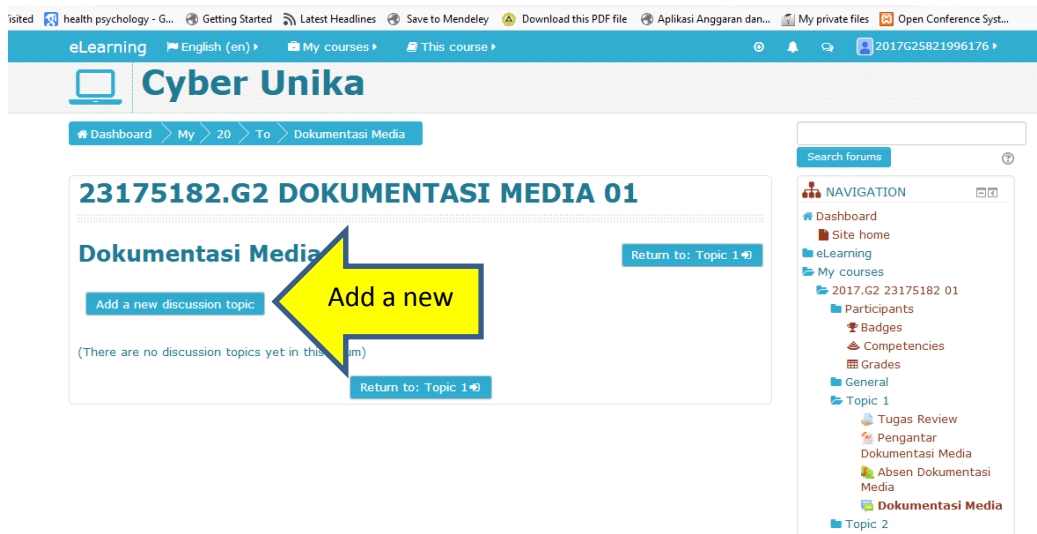 isited health psychology - G... Getting Started Latest Headlines Save to Mendeley Download this PDF file Aplikasi Anggaran dan... My private files Open Conference Syst...
eLearning English (en) My courses This course 2017G25821996176
Cyber Unika
Dashboard My 20 To Dokumentasi Media
Search forums
23175182.G2 DOKUMENTASI MEDIA 01
Dokumentasi Media
Return to: Topic 1
Add a new discussion topic
Add a new
(There are no discussion topics yet in this um)
Return to: Topic 1
NAVIGATION
Dashboard
Site home
eLearning
My courses
2017.G2 23175182 01
Participants
Badges
Competencies
Grades
General
Topic 1
Tugas Review
Pengantar
Dokumentasi Media
Absen Dokumentasi
Media
Dokumentasi Media
Topic 2